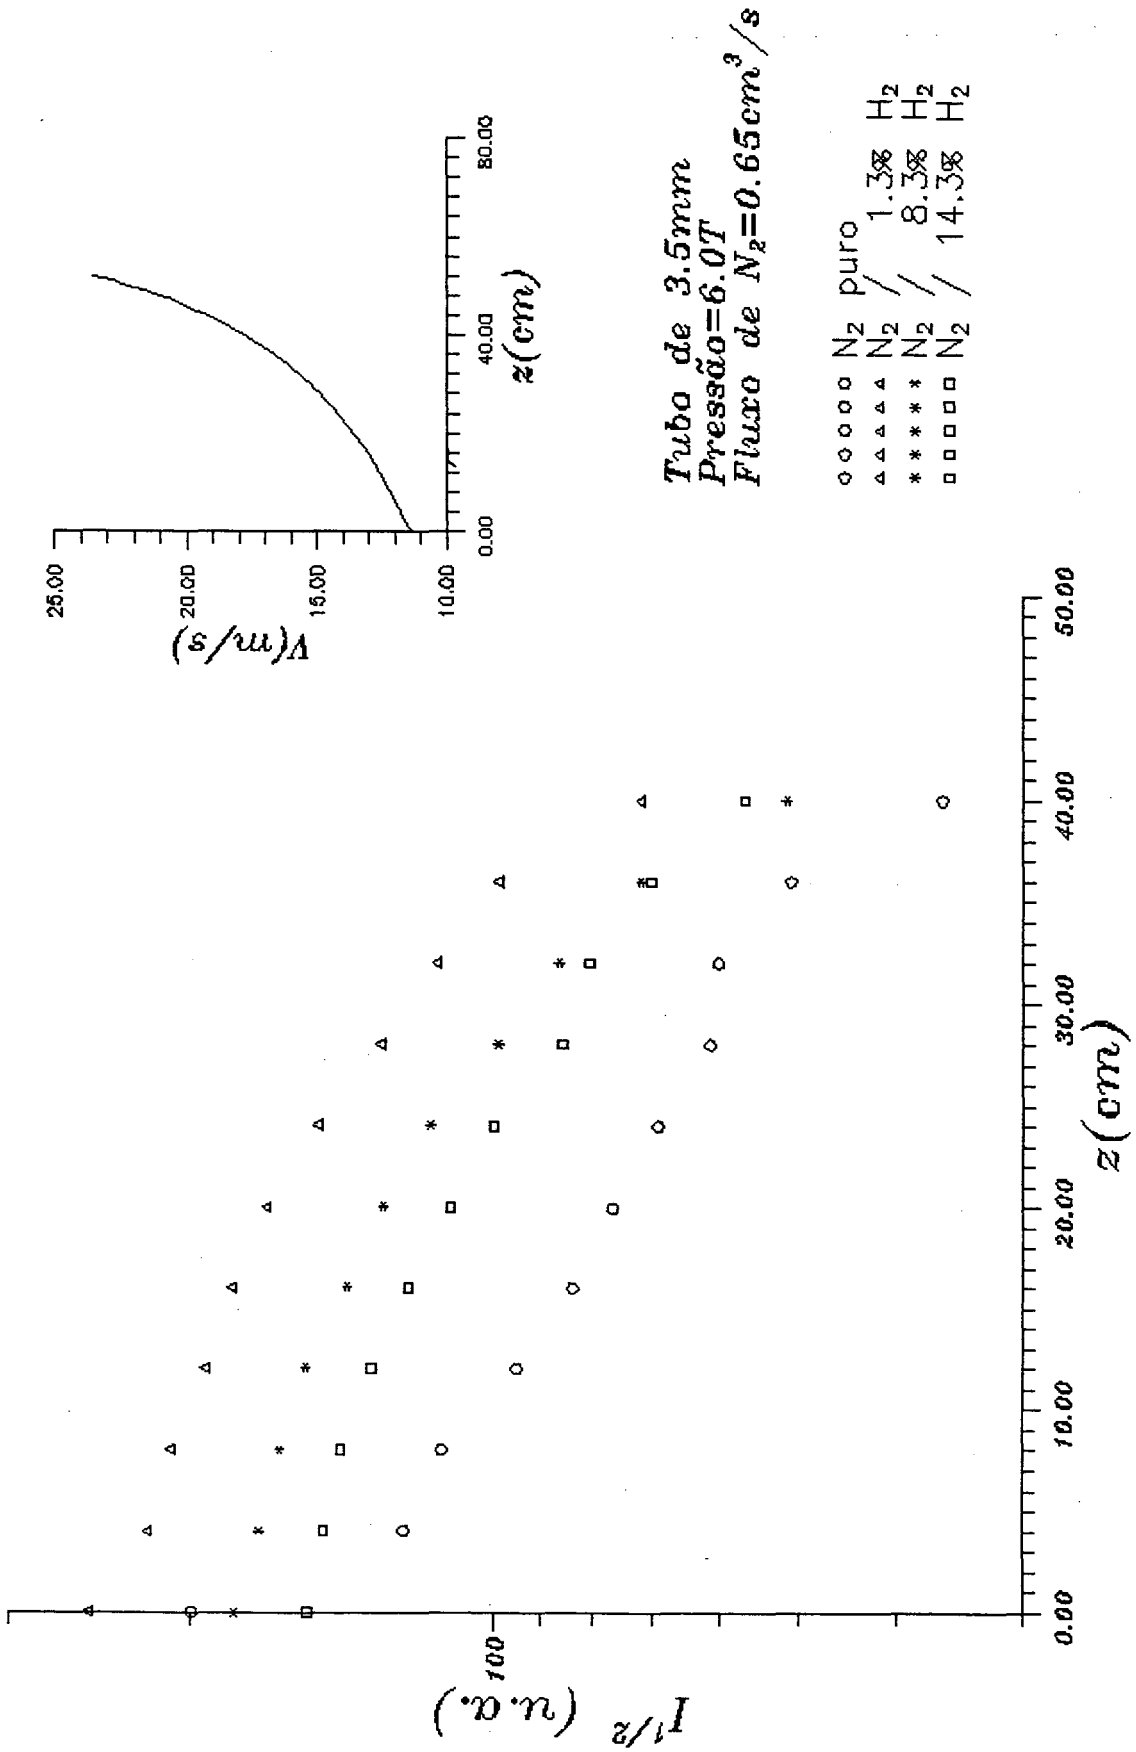 25.00
20.00
15.00
10.00
V(m/s)
0.00
40.00
80.00
z(cm)
Tubo de 3.5mm
Pressão=6.0T
Fluxo de N₂=0.65cm³/s
N₂ puro
N₂ // 1.3% H₂
N₂ // 8.3% H₂
N₂ // 14.3% H₂
100
I¹/² (u.a.)
0.00
10.00
20.00
30.00
40.00
50.00
z(cm)